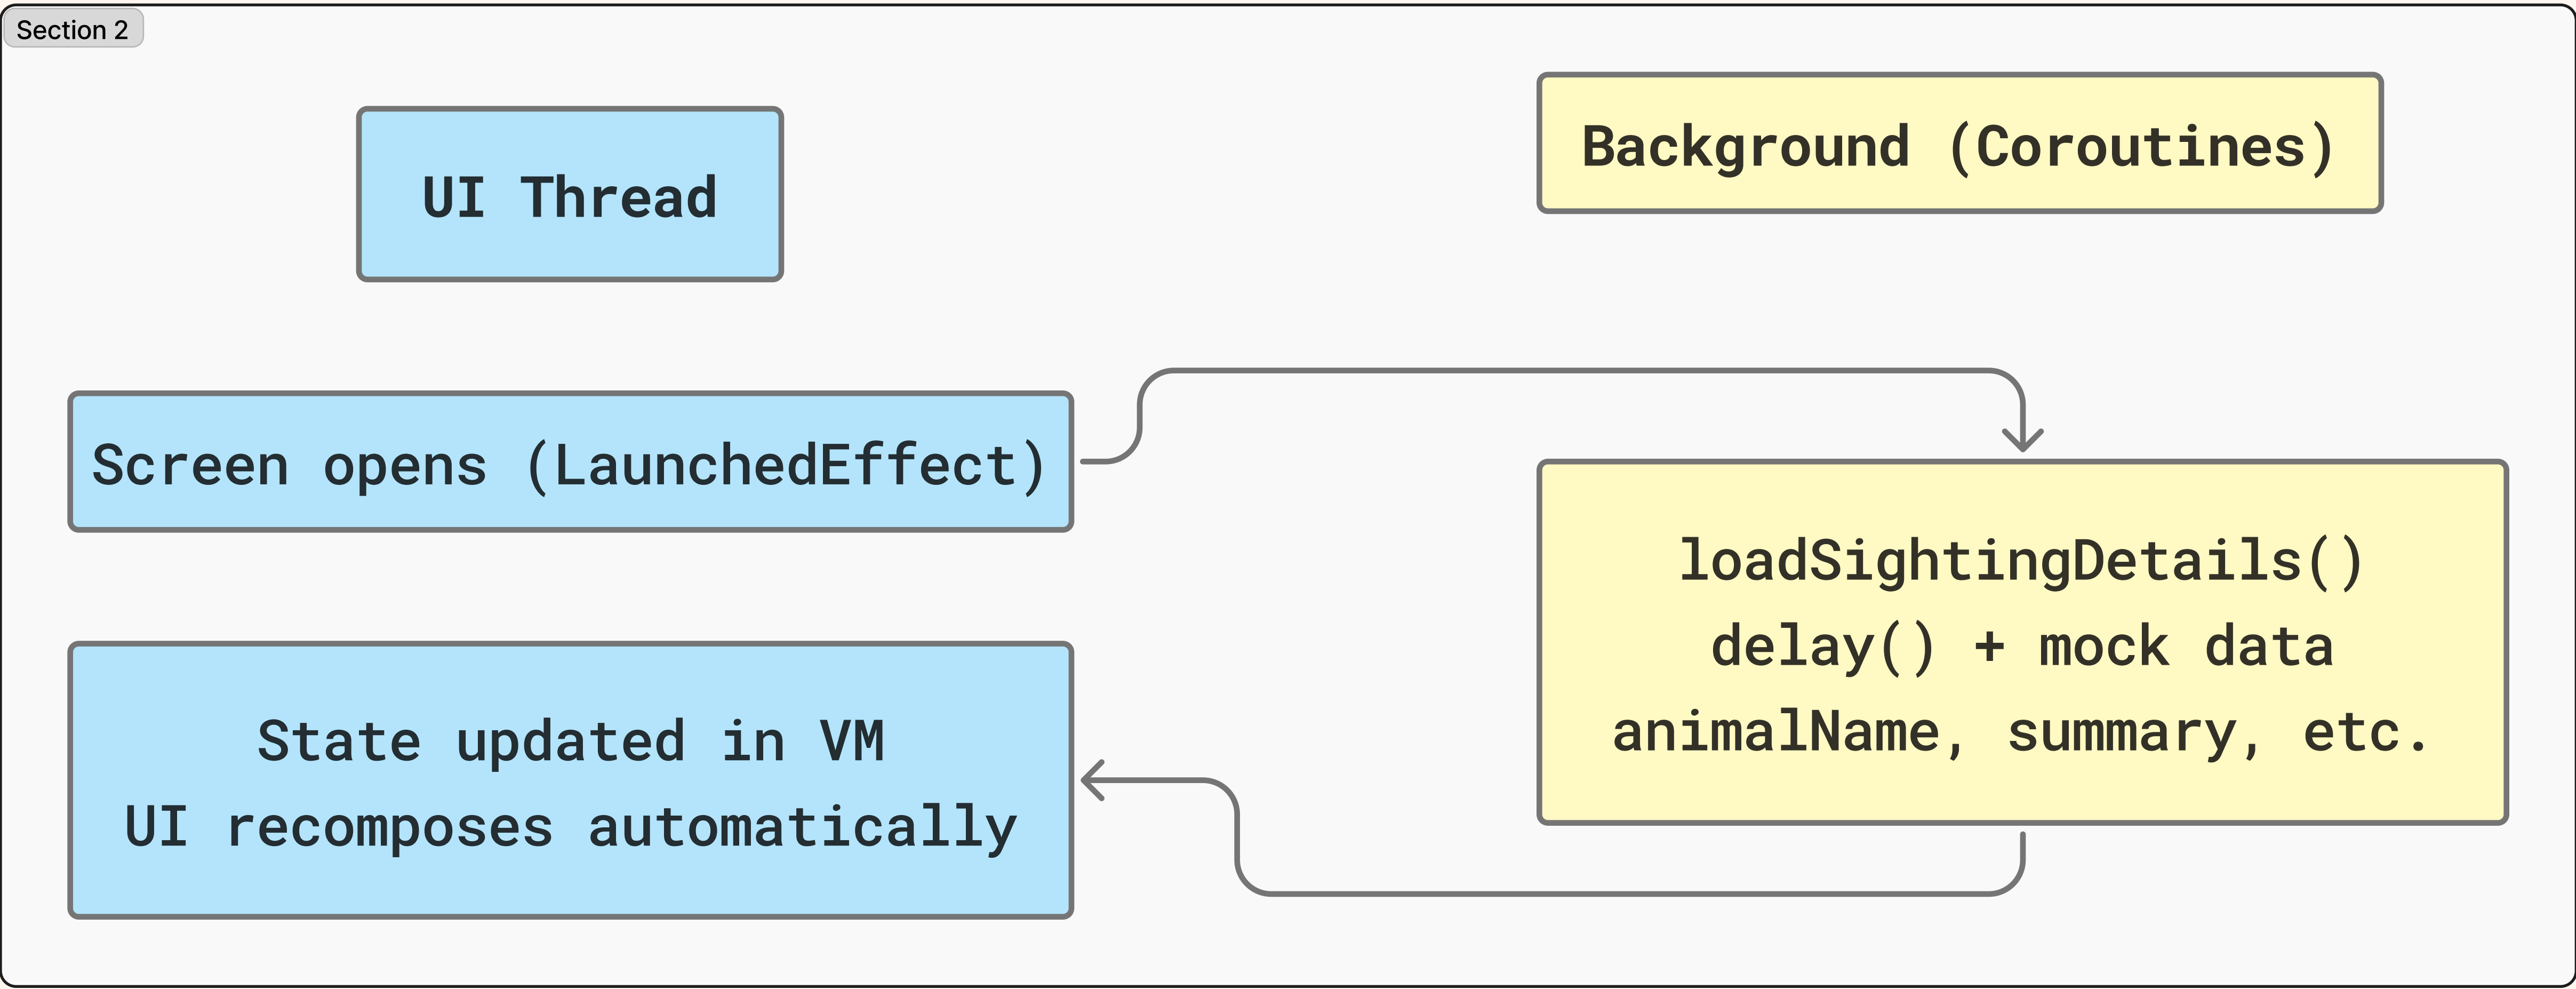 Section 2
UI Thread
Background (Coroutines)
Screen opens (LaunchedEffect)
loadSightingDetails()
delay() + mock data
animalName, summary, etc.
State updated in VM
UI recomposes automatically